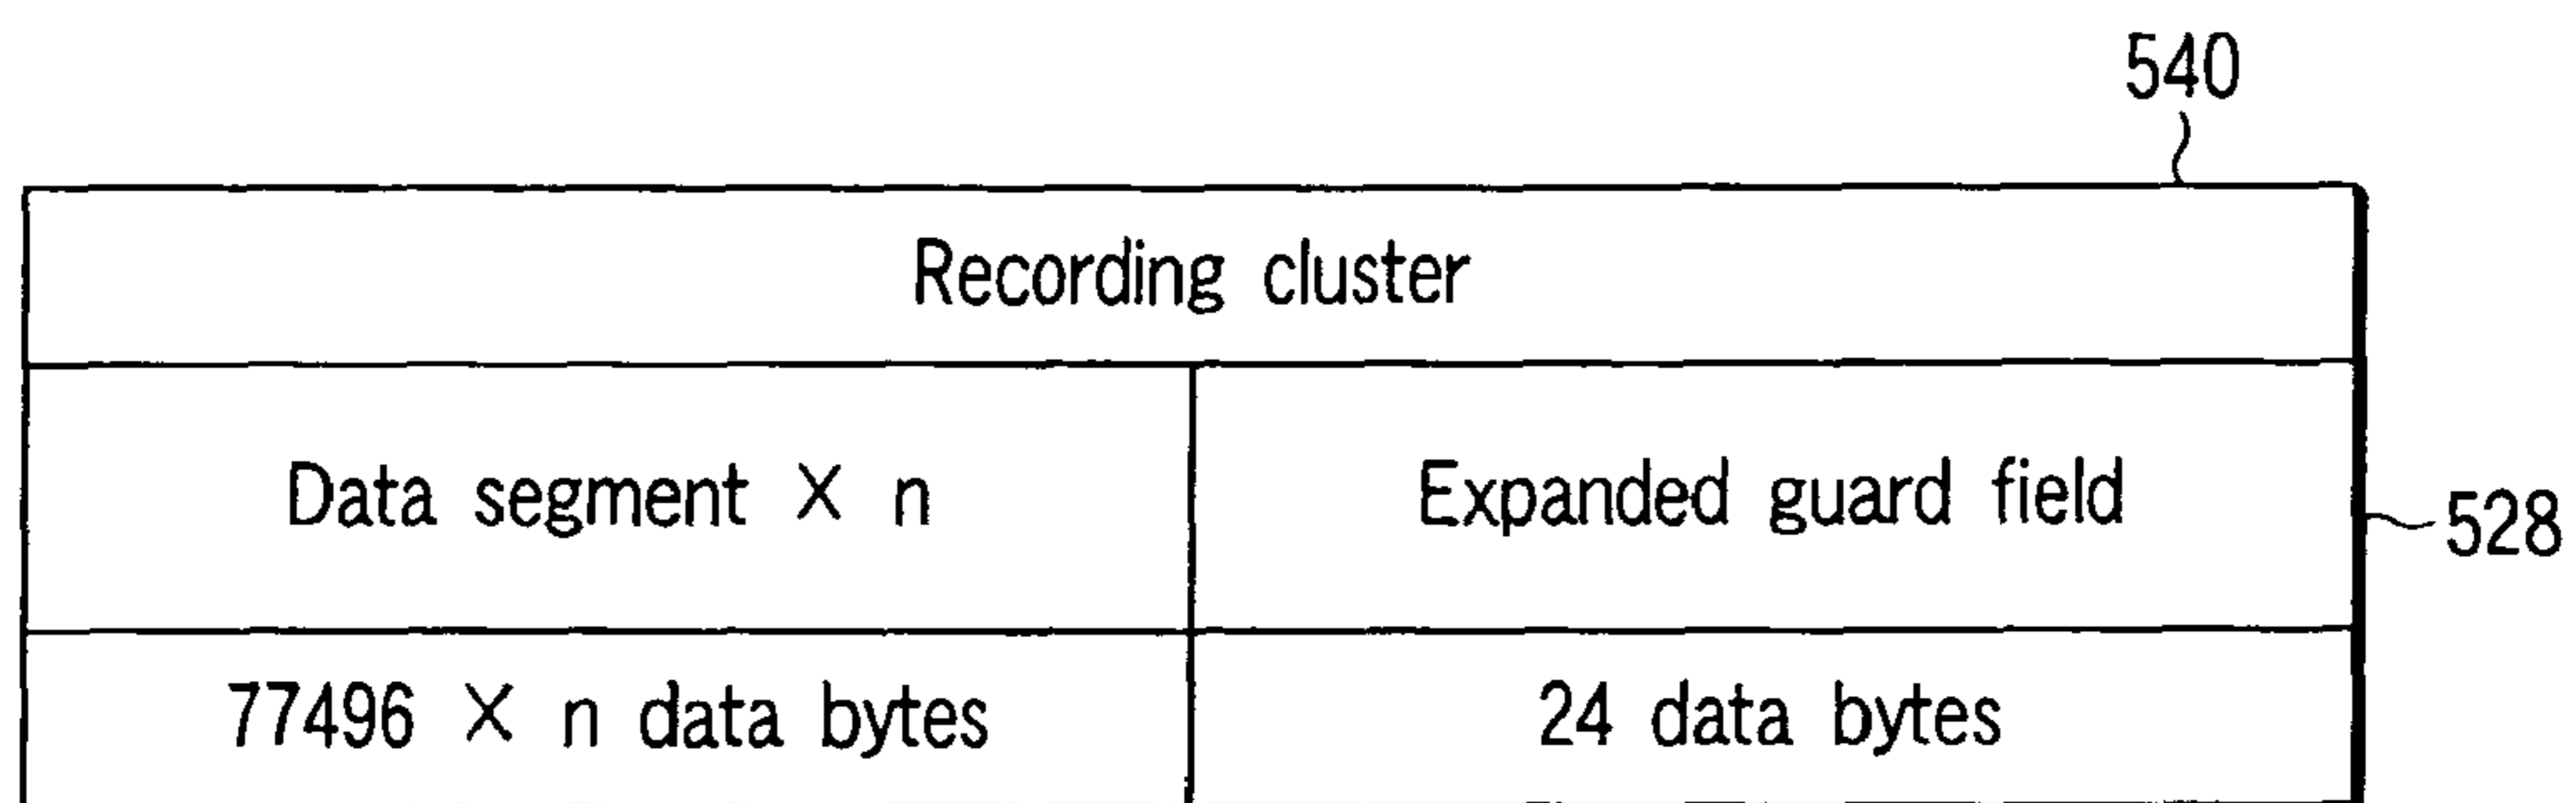 540
Recording cluster
Data segment X n
Expanded guard field
528
77496 X n data bytes
24 data bytes